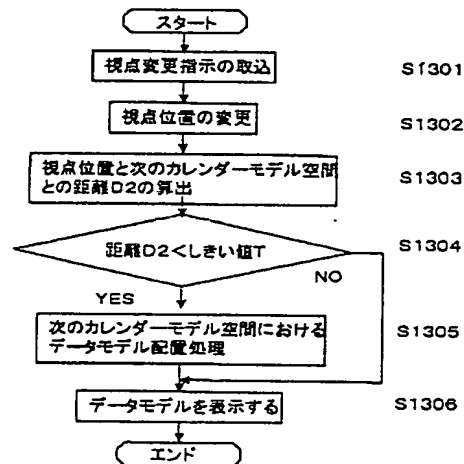 スタート
視点変更指示の取込
S1301
視点位置の変更
S1302
視点位置と次のカレンダーモデル空間
との距離D2の算出
S1303
距離D2<しきい値T
S1304
NO
YES
次のカレンダーモデル空間における
データモデル配置処理
S1305
データモデルを表示する
S1306
エンド